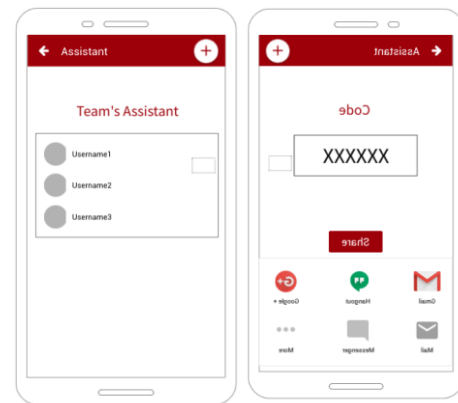 Assistant
Team's Assistant
Username1
Username2
Username3
Assistant
Code
XXXXXX
Share
Google +
Hangout
Gmail
More
Messenger
Mail